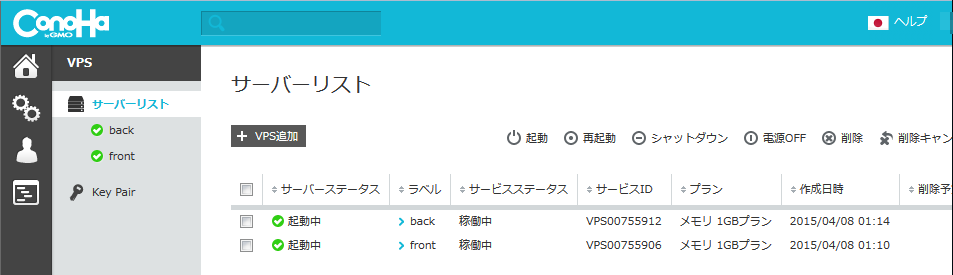 ConoHa by GMO ヘルプ
VPS
サーバーリスト
back
front
Key Pair
サーバーリスト
+ VPS追加 起動 再起動 シャットダウン 電源OFF 削除 削除キャン
サーバーステータス ラベル サービスステータス サービスID プラン 作成日時 削除予
起動中 back 稼働中 VPS00755912 メモリ 1GBプラン 2015/04/08 01:14
起動中 front 稼働中 VPS00755906 メモリ 1GBプラン 2015/04/08 01:10